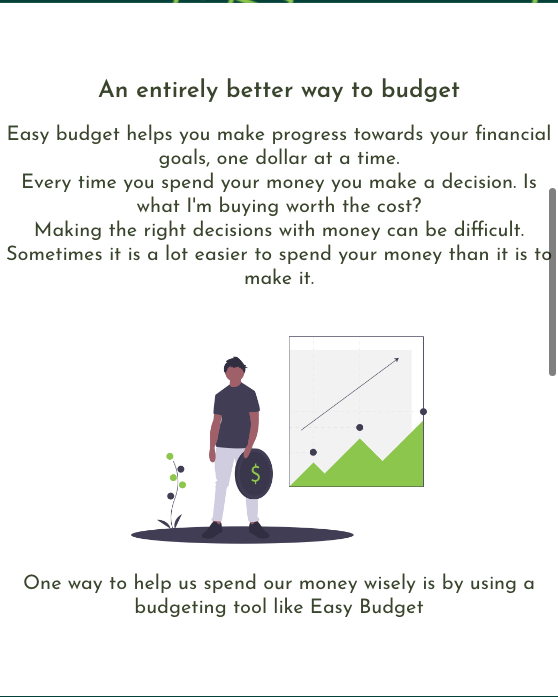 An entirely better way to budget
Easy budget helps you make progress towards your financial
goals, one dollar at a time.
Every time you spend your money you make a decision. Is
what I'm buying worth the cost?
Making the right decisions with money can be difficult.
Sometimes it is a lot easier to spend your money than it is to
make it.
$
One way to help us spend our money wisely is by using a
budgeting tool like Easy Budget